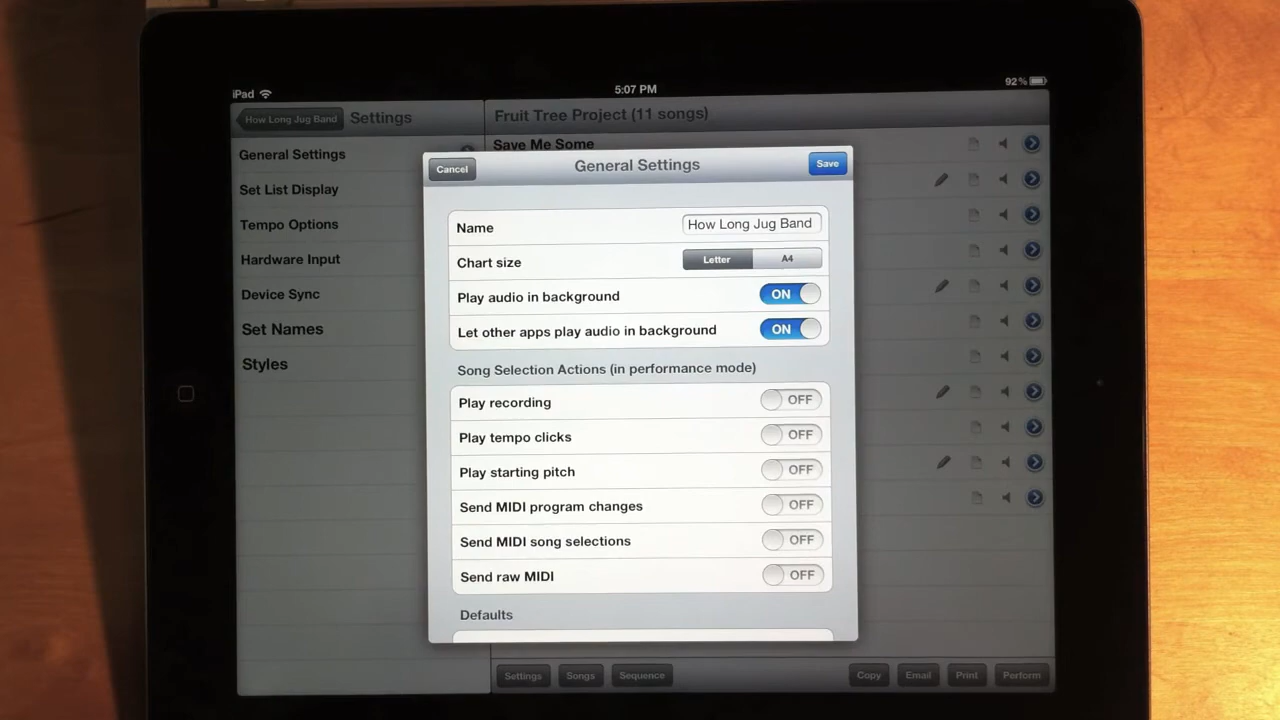 iPad
5:07 PM
92%
How Long Jug Band
Settings
Fruit Tree Project (11 songs)
General Settings
Set List Display
Tempo Options
Hardware Input
Device Sync
Set Names
Styles
Save Me Some
Cancel
General Settings
Save
Name
How Long Jug Band
Chart size
Letter
A4
Play audio in background
ON
Let other apps play audio in background
ON
Song Selection Actions (in performance mode)
Play recording
OFF
Play tempo clicks
OFF
Play starting pitch
OFF
Send MIDI program changes
OFF
Send MIDI song selections
OFF
Send raw MIDI
OFF
Defaults
Settings
Songs
Sequence
Copy
Email
Print
Perform